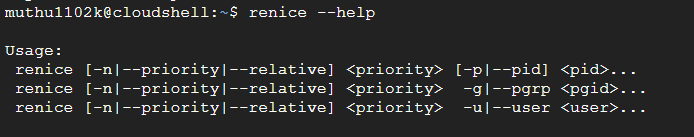 muthu1102k@cloudshell:~$ renice --help
Usage:
renice [-n|--priority|--relative] <priority> [-p|--pid] <pid>...
renice [-n|--priority|--relative] <priority> -g|--pgrp <pgid>...
renice [-n|--priority|--relative] <priority> -u|--user <user>...